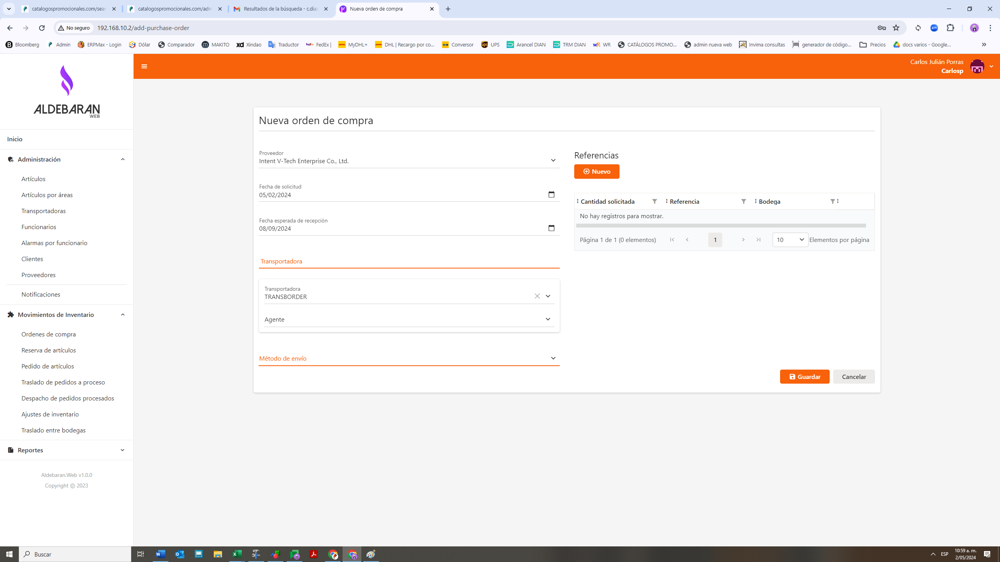 catalogospromocionales.com/sear
catalogospromocionales.com/adm
Resultados de la búsqueda - c.diaz
Nueva orden de compra
No seguro
192.168.10.2/add-purchase-order
Bloomberg
Admin
ERPMax - Login
Dólar
Comparador
MAKITO
Xindao
Traductor
FedEx |
MyDHL+
DHL | Recargo por co...
Conversor
UPS
Arancel DIAN
TRM DIAN
WR
CATÁLOGOS PROMO...
admin nueva web
Invima consultas
generador de código...
Precios
docs varios - Google...
ALDEBARAN
WEB
Carlos Julián Porras
Carlosp
Inicio
Administración
Artículos
Artículos por áreas
Transportadoras
Funcionarios
Alarmas por funcionario
Clientes
Proveedores
Notificaciones
Movimientos de Inventario
Ordenes de compra
Reserva de artículos
Pedido de artículos
Traslado de pedidos a proceso
Despacho de pedidos procesados
Ajustes de inventario
Traslado entre bodegas
Reportes
Aldebaran.Web v1.0.0
Copyright © 2023
Nueva orden de compra
Proveedor
Intent V-Tech Enterprise Co., Ltd.
Fecha de solicitud
05/02/2024
Fecha esperada de recepción
08/09/2024
Transportadora
Transportadora
TRANSBORDER
Agente
Método de envío
Referencias
Nuevo
Cantidad solicitada
Referencia
Bodega
No hay registros para mostrar.
Página 1 de 1 (0 elementos)
1
10
Elementos por página
Guardar
Cancelar
Buscar
ESP
10:59 a. m.
2/05/2024